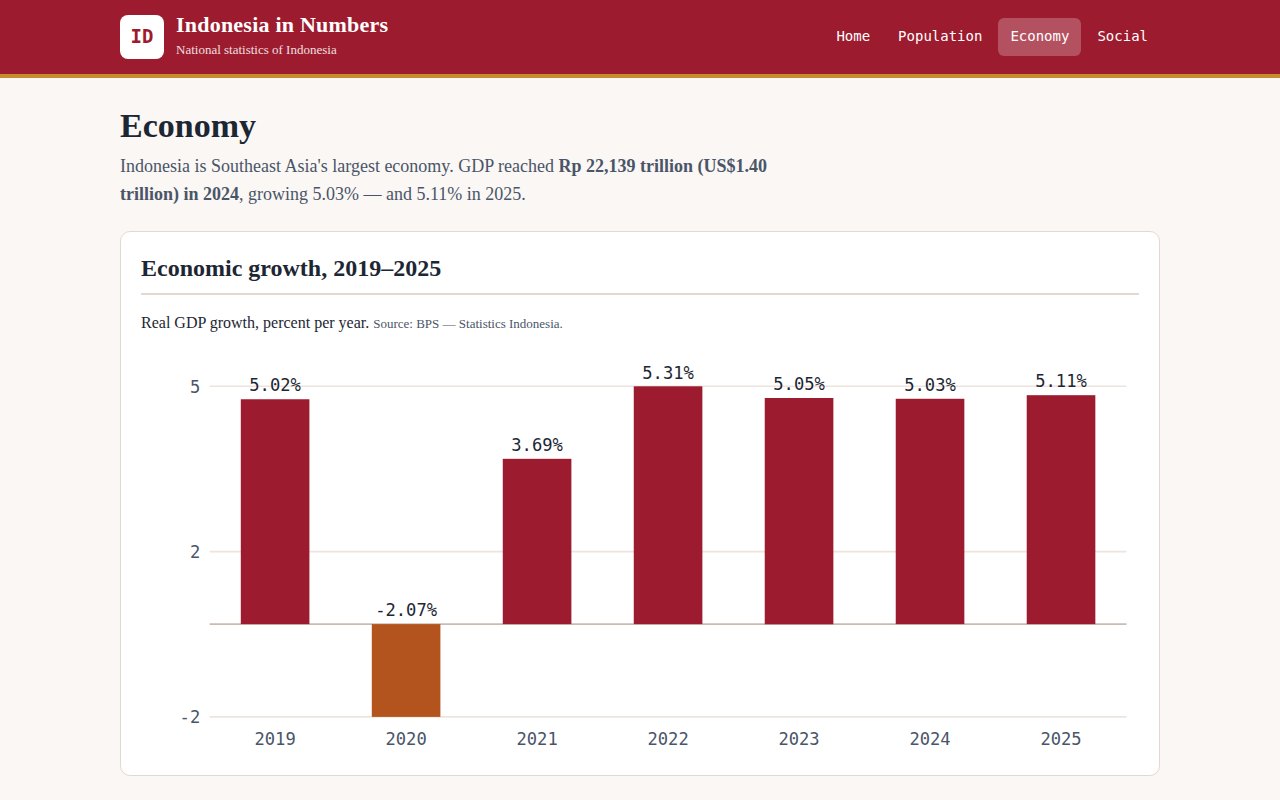 ID
Indonesia in Numbers
National statistics of Indonesia
Home Population Economy Social
Economy
Indonesia is Southeast Asia's largest economy. GDP reached Rp 22,139 trillion (US$1.40
trillion) in 2024, growing 5.03% — and 5.11% in 2025.
Economic growth, 2019–2025
Real GDP growth, percent per year. Source: BPS — Statistics Indonesia.
5
2
-2
5.02%
-2.07%
3.69%
5.31%
5.05%
5.03%
5.11%
2019 2020 2021 2022 2023 2024 2025